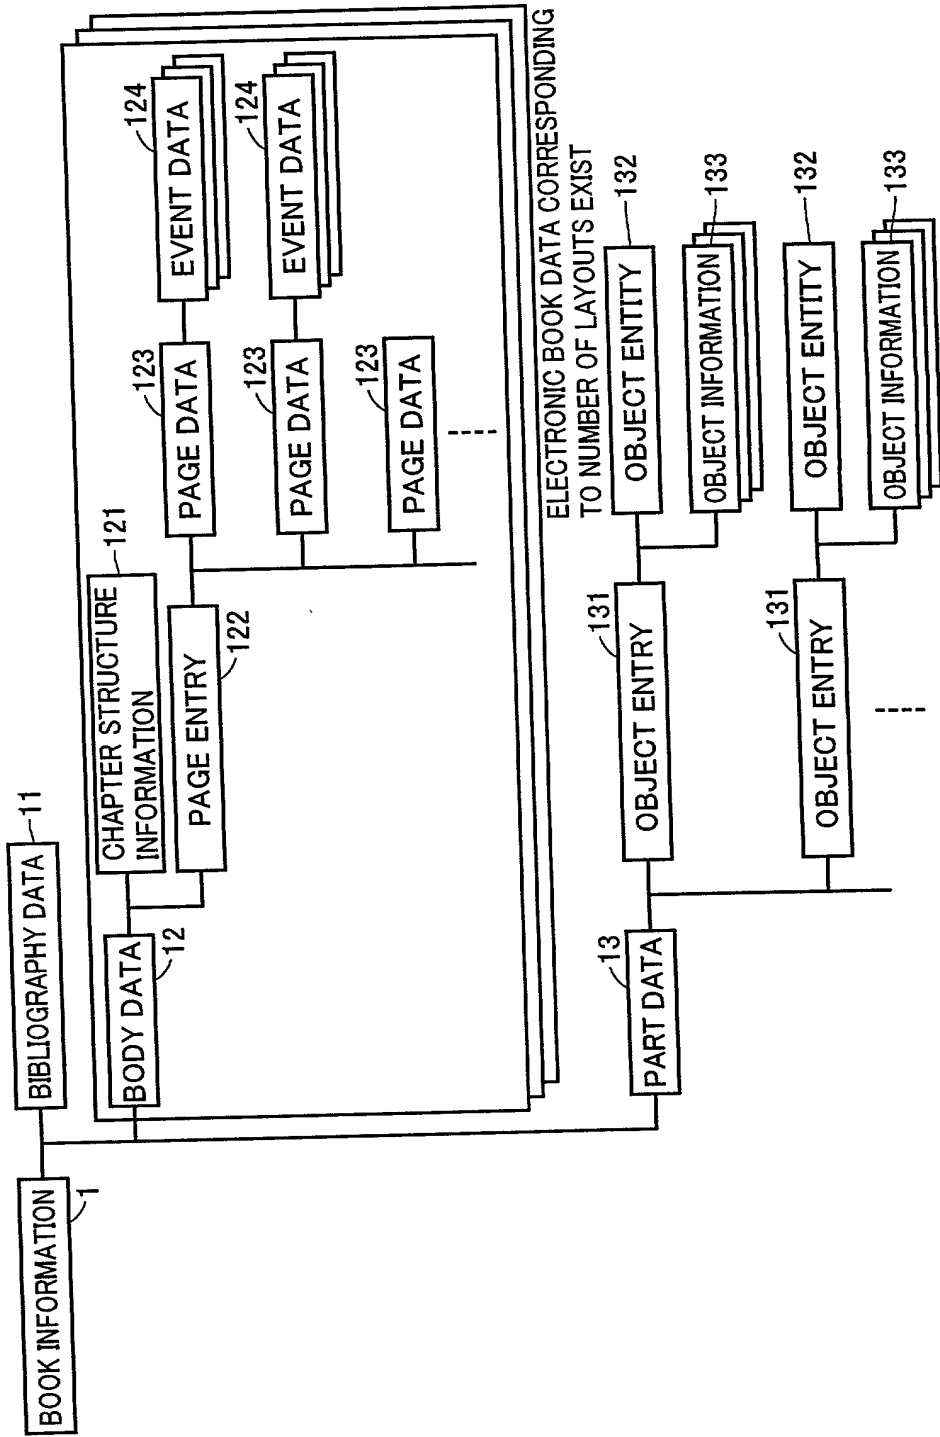 BOOK INFORMATION
1
BIBLIOGRAPHY DATA
11
BODY DATA
12
CHAPTER STRUCTURE
INFORMATION
121
PAGE ENTRY
122
PAGE DATA
123
EVENT DATA
124
PAGE DATA
123
EVENT DATA
124
PAGE DATA
123
ELECTRONIC BOOK DATA CORRESPONDING
TO NUMBER OF LAYOUTS EXIST
PART DATA
13
OBJECT ENTRY
131
OBJECT ENTITY
132
OBJECT INFORMATION
133
OBJECT ENTRY
131
OBJECT ENTITY
132
OBJECT INFORMATION
133